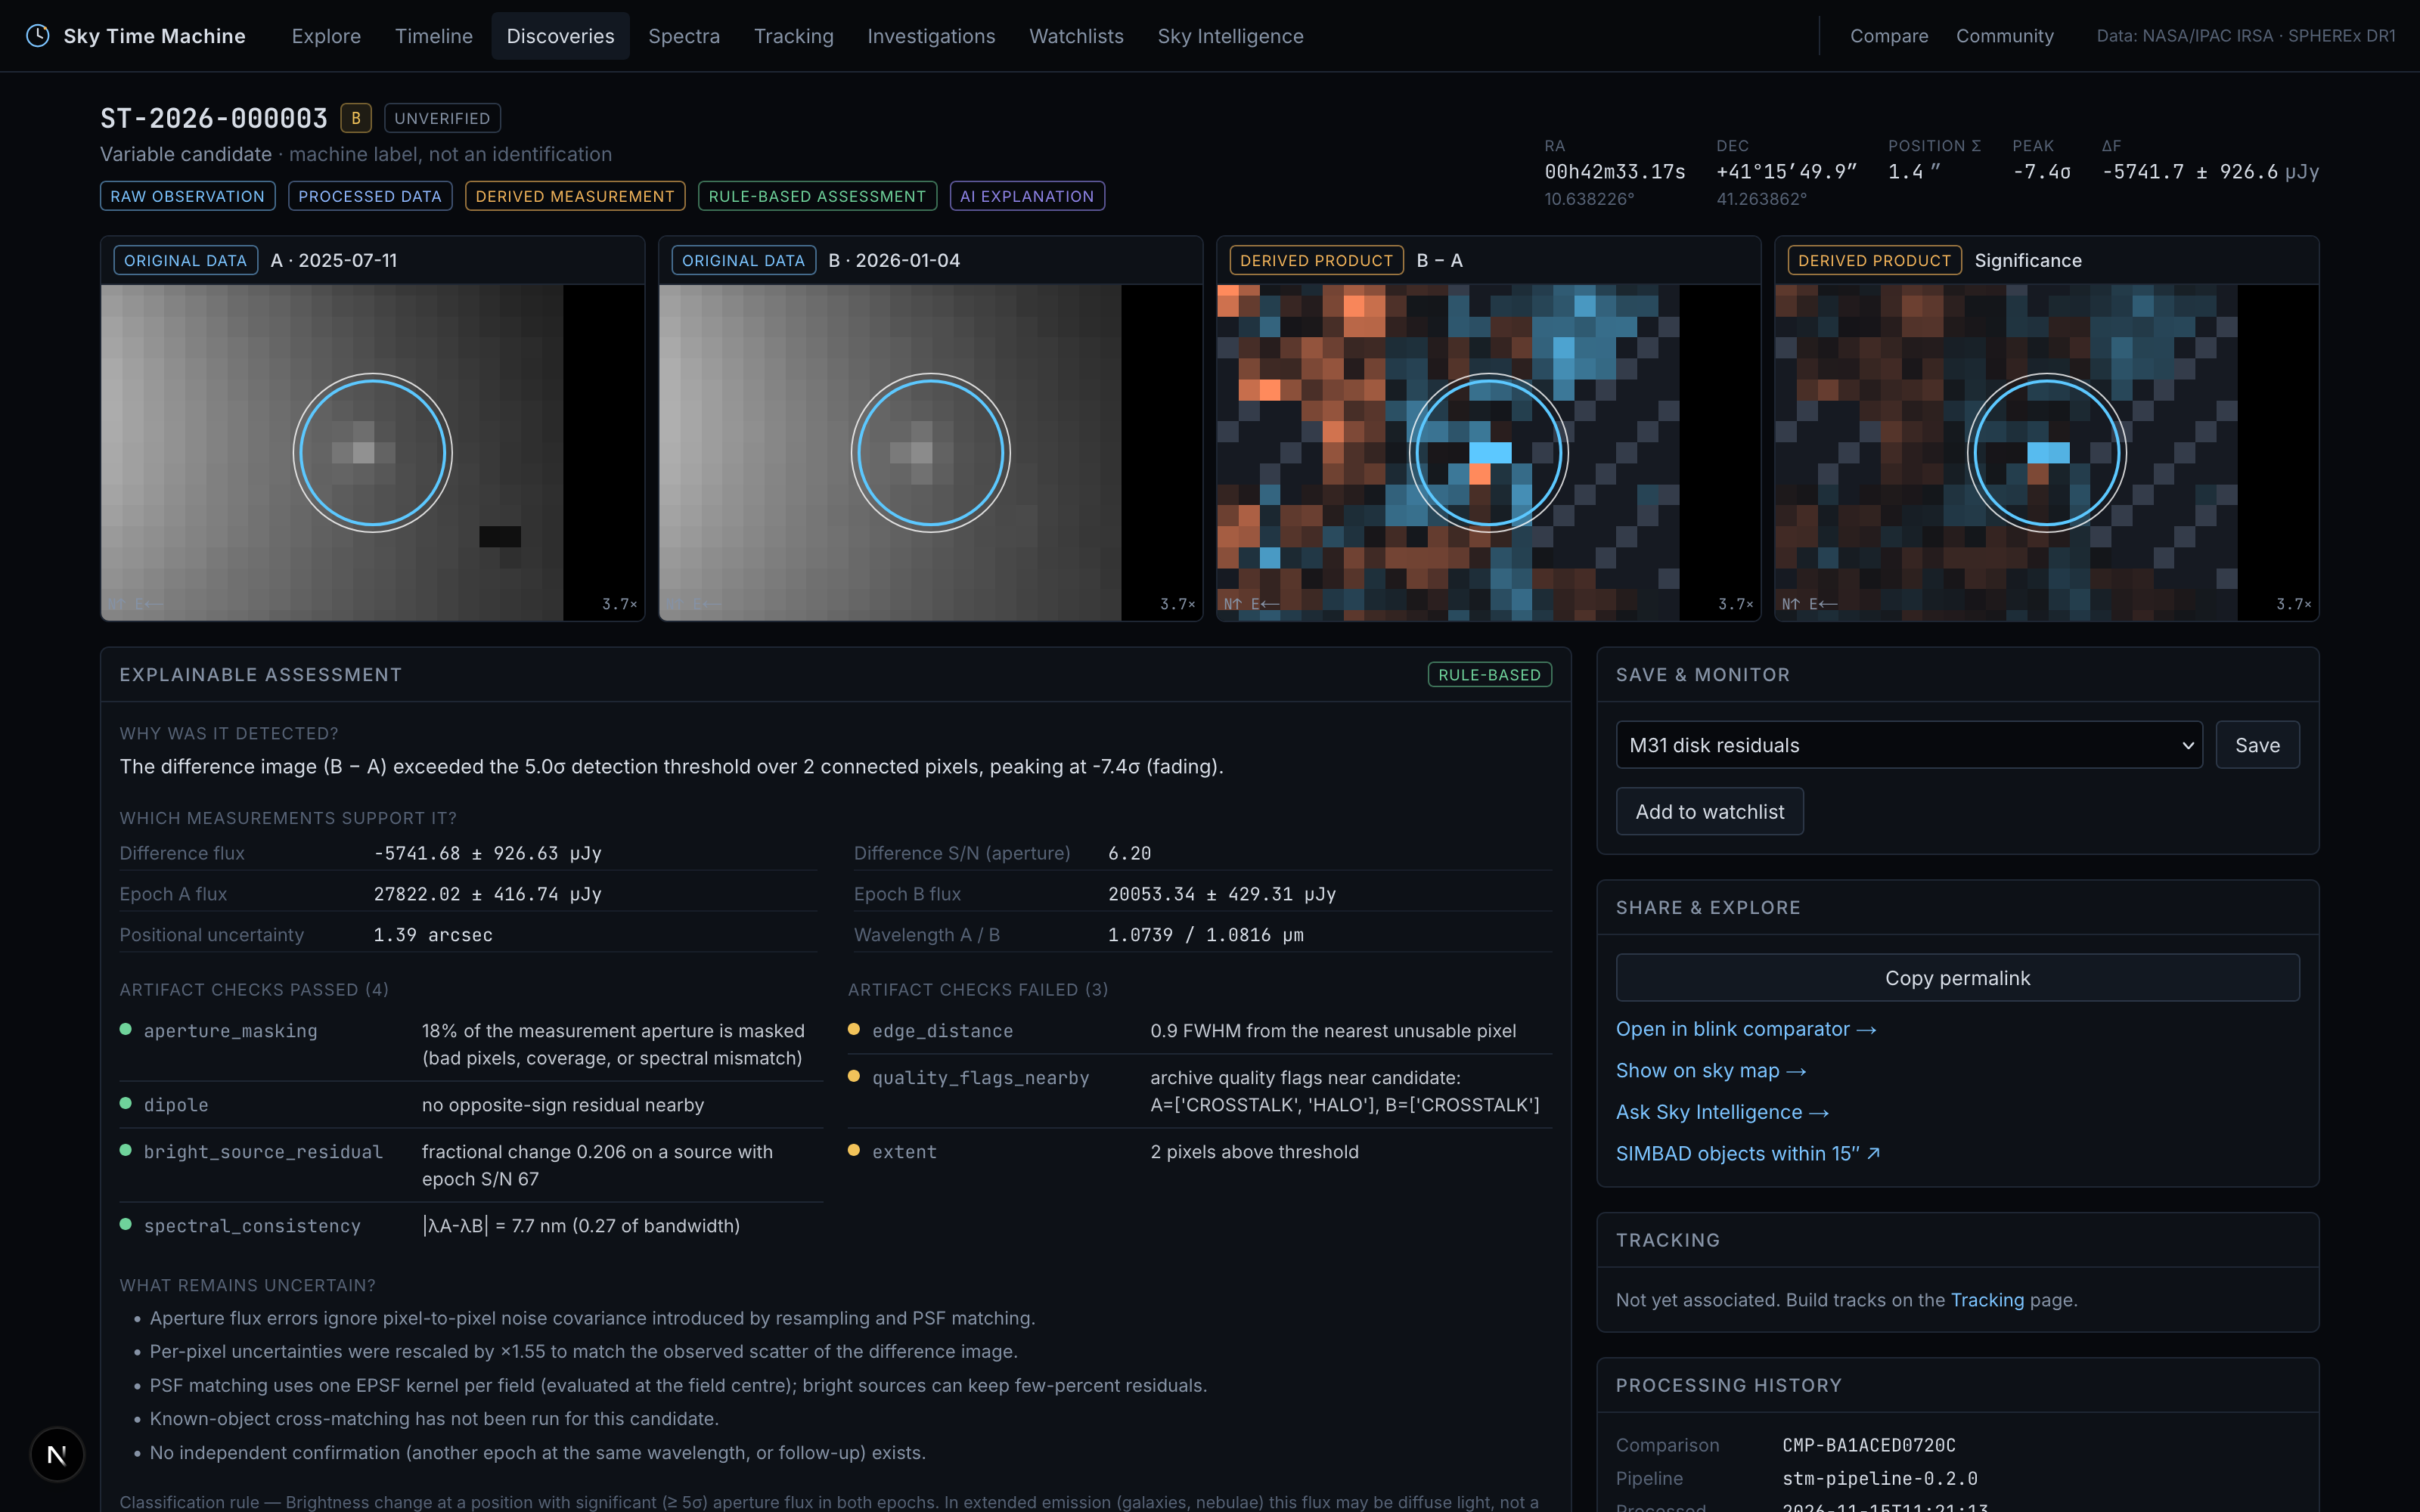 Sky Time Machine Explore Timeline Discoveries Spectra Tracking Investigations Watchlists Sky Intelligence Compare Community Data: NASA/IPAC IRSA · SPHEREx DR1
ST-2026-000003 B UNVERIFIED
Variable candidate · machine label, not an identification
RAW OBSERVATION PROCESSED DATA DERIVED MEASUREMENT RULE-BASED ASSESSMENT AI EXPLANATION
RA DEC POSITION Σ PEAK ΔF
00h42m33.17s +41°15′49.9″ 1.4 ″ -7.4σ -5741.7 ± 926.6 µJy
10.638226° 41.263862°
ORIGINAL DATA A · 2025-07-11
N↑ E← 3.7×
ORIGINAL DATA B · 2026-01-04
N↑ E← 3.7×
DERIVED PRODUCT B − A
N↑ E← 3.7×
DERIVED PRODUCT Significance
N↑ E← 3.7×
EXPLAINABLE ASSESSMENT RULE-BASED
WHY WAS IT DETECTED?
The difference image (B − A) exceeded the 5.0σ detection threshold over 2 connected pixels, peaking at -7.4σ (fading).
WHICH MEASUREMENTS SUPPORT IT?
Difference flux -5741.68 ± 926.63 µJy Difference S/N (aperture) 6.20
Epoch A flux 27822.02 ± 416.74 µJy Epoch B flux 20053.34 ± 429.31 µJy
Positional uncertainty 1.39 arcsec Wavelength A / B 1.0739 / 1.0816 µm
ARTIFACT CHECKS PASSED (4)
aperture_masking 18% of the measurement aperture is masked
(bad pixels, coverage, or spectral mismatch)
dipole no opposite-sign residual nearby
bright_source_residual fractional change 0.206 on a source with
epoch S/N 67
spectral_consistency |λA-λB| = 7.7 nm (0.27 of bandwidth)
ARTIFACT CHECKS FAILED (3)
edge_distance 0.9 FWHM from the nearest unusable pixel
quality_flags_nearby archive quality flags near candidate:
A=['CROSSTALK', 'HALO'], B=['CROSSTALK']
extent 2 pixels above threshold
WHAT REMAINS UNCERTAIN?
• Aperture flux errors ignore pixel-to-pixel noise covariance introduced by resampling and PSF matching.
• Per-pixel uncertainties were rescaled by ×1.55 to match the observed scatter of the difference image.
• PSF matching uses one EPSF kernel per field (evaluated at the field centre); bright sources can keep few-percent residuals.
• Known-object cross-matching has not been run for this candidate.
• No independent confirmation (another epoch at the same wavelength, or follow-up) exists.
Classification rule — Brightness change at a position with significant (≥ 5σ) aperture flux in both epochs. In extended emission (galaxies, nebulae) this flux may be diffuse light, not a
SAVE & MONITOR
M31 disk residuals Save
Add to watchlist
SHARE & EXPLORE
Copy permalink
Open in blink comparator →
Show on sky map →
Ask Sky Intelligence →
SIMBAD objects within 15″ ↗
TRACKING
Not yet associated. Build tracks on the Tracking page.
PROCESSING HISTORY
Comparison CMP-BA1ACED0720C
Pipeline stm-pipeline-0.2.0
Processed 2026-11-15T11:21:13
N